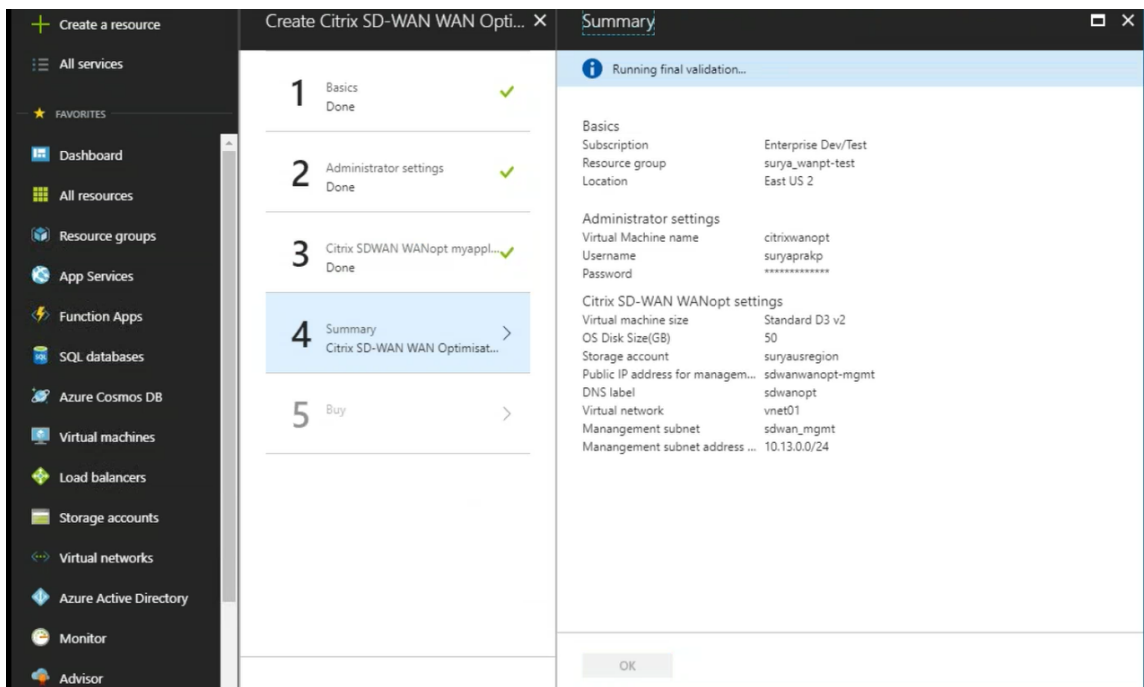 Create a resource
All services
FAVORITES
Dashboard
All resources
Resource groups
App Services
Function Apps
SQL databases
Azure Cosmos DB
Virtual machines
Load balancers
Storage accounts
Virtual networks
Azure Active Directory
Monitor
Advisor
Create Citrix SD-WAN WAN Opti...
1 Basics
Done
2 Administrator settings
Done
3 Citrix SDWAN WANopt myappl...
Done
4 Summary
Citrix SD-WAN WAN Optimisat...
5 Buy
Summary
Running final validation...
Basics
Subscription Enterprise Dev/Test
Resource group surya_wanpt-test
Location East US 2
Administrator settings
Virtual Machine name citrixwanopt
Username suryaprakp
Password *************
Citrix SD-WAN WANopt settings
Virtual machine size Standard D3 v2
OS Disk Size(GB) 50
Storage account suryausregion
Public IP address for managem... sdwanwanopt-mgmt
DNS label sdwanopt
Virtual network vnet01
Manangement subnet sdwan_mgmt
Manangement subnet address ... 10.13.0.0/24
OK